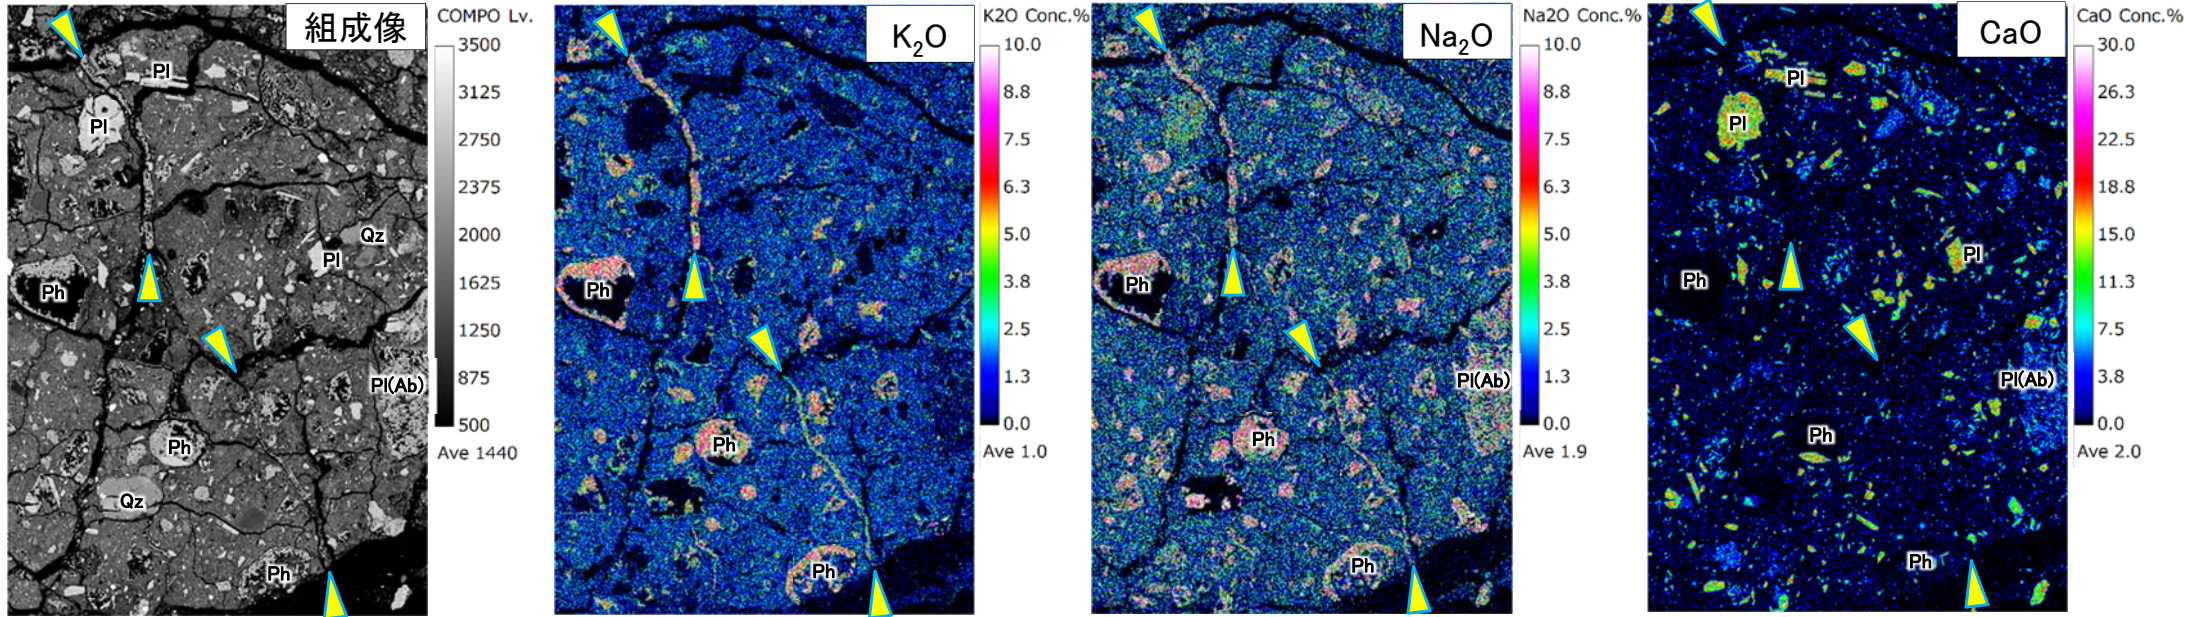 組成像
COMPO Lv.
3500
3125
2750
2375
2000
1625
1250
875
500
Ave 1440
Pl
Pl
Qz
Pl
Ph
Pl(Ab)
Ph
Qz
Ph
K2O
K2O Conc.%
10.0
8.8
7.5
6.3
5.0
3.8
2.5
1.3
0.0
Ave 1.0
Ph
Ph
Ph
Na2O
Na2O Conc.%
10.0
8.8
7.5
6.3
5.0
3.8
2.5
1.3
0.0
Ave 1.9
Ph
Pl(Ab)
Ph
Ph
CaO
CaO Conc.%
30.0
26.3
22.5
18.8
15.0
11.3
7.5
3.8
0.0
Ave 2.0
Pl
Pl
Pl
Ph
Pl(Ab)
Ph
Ph